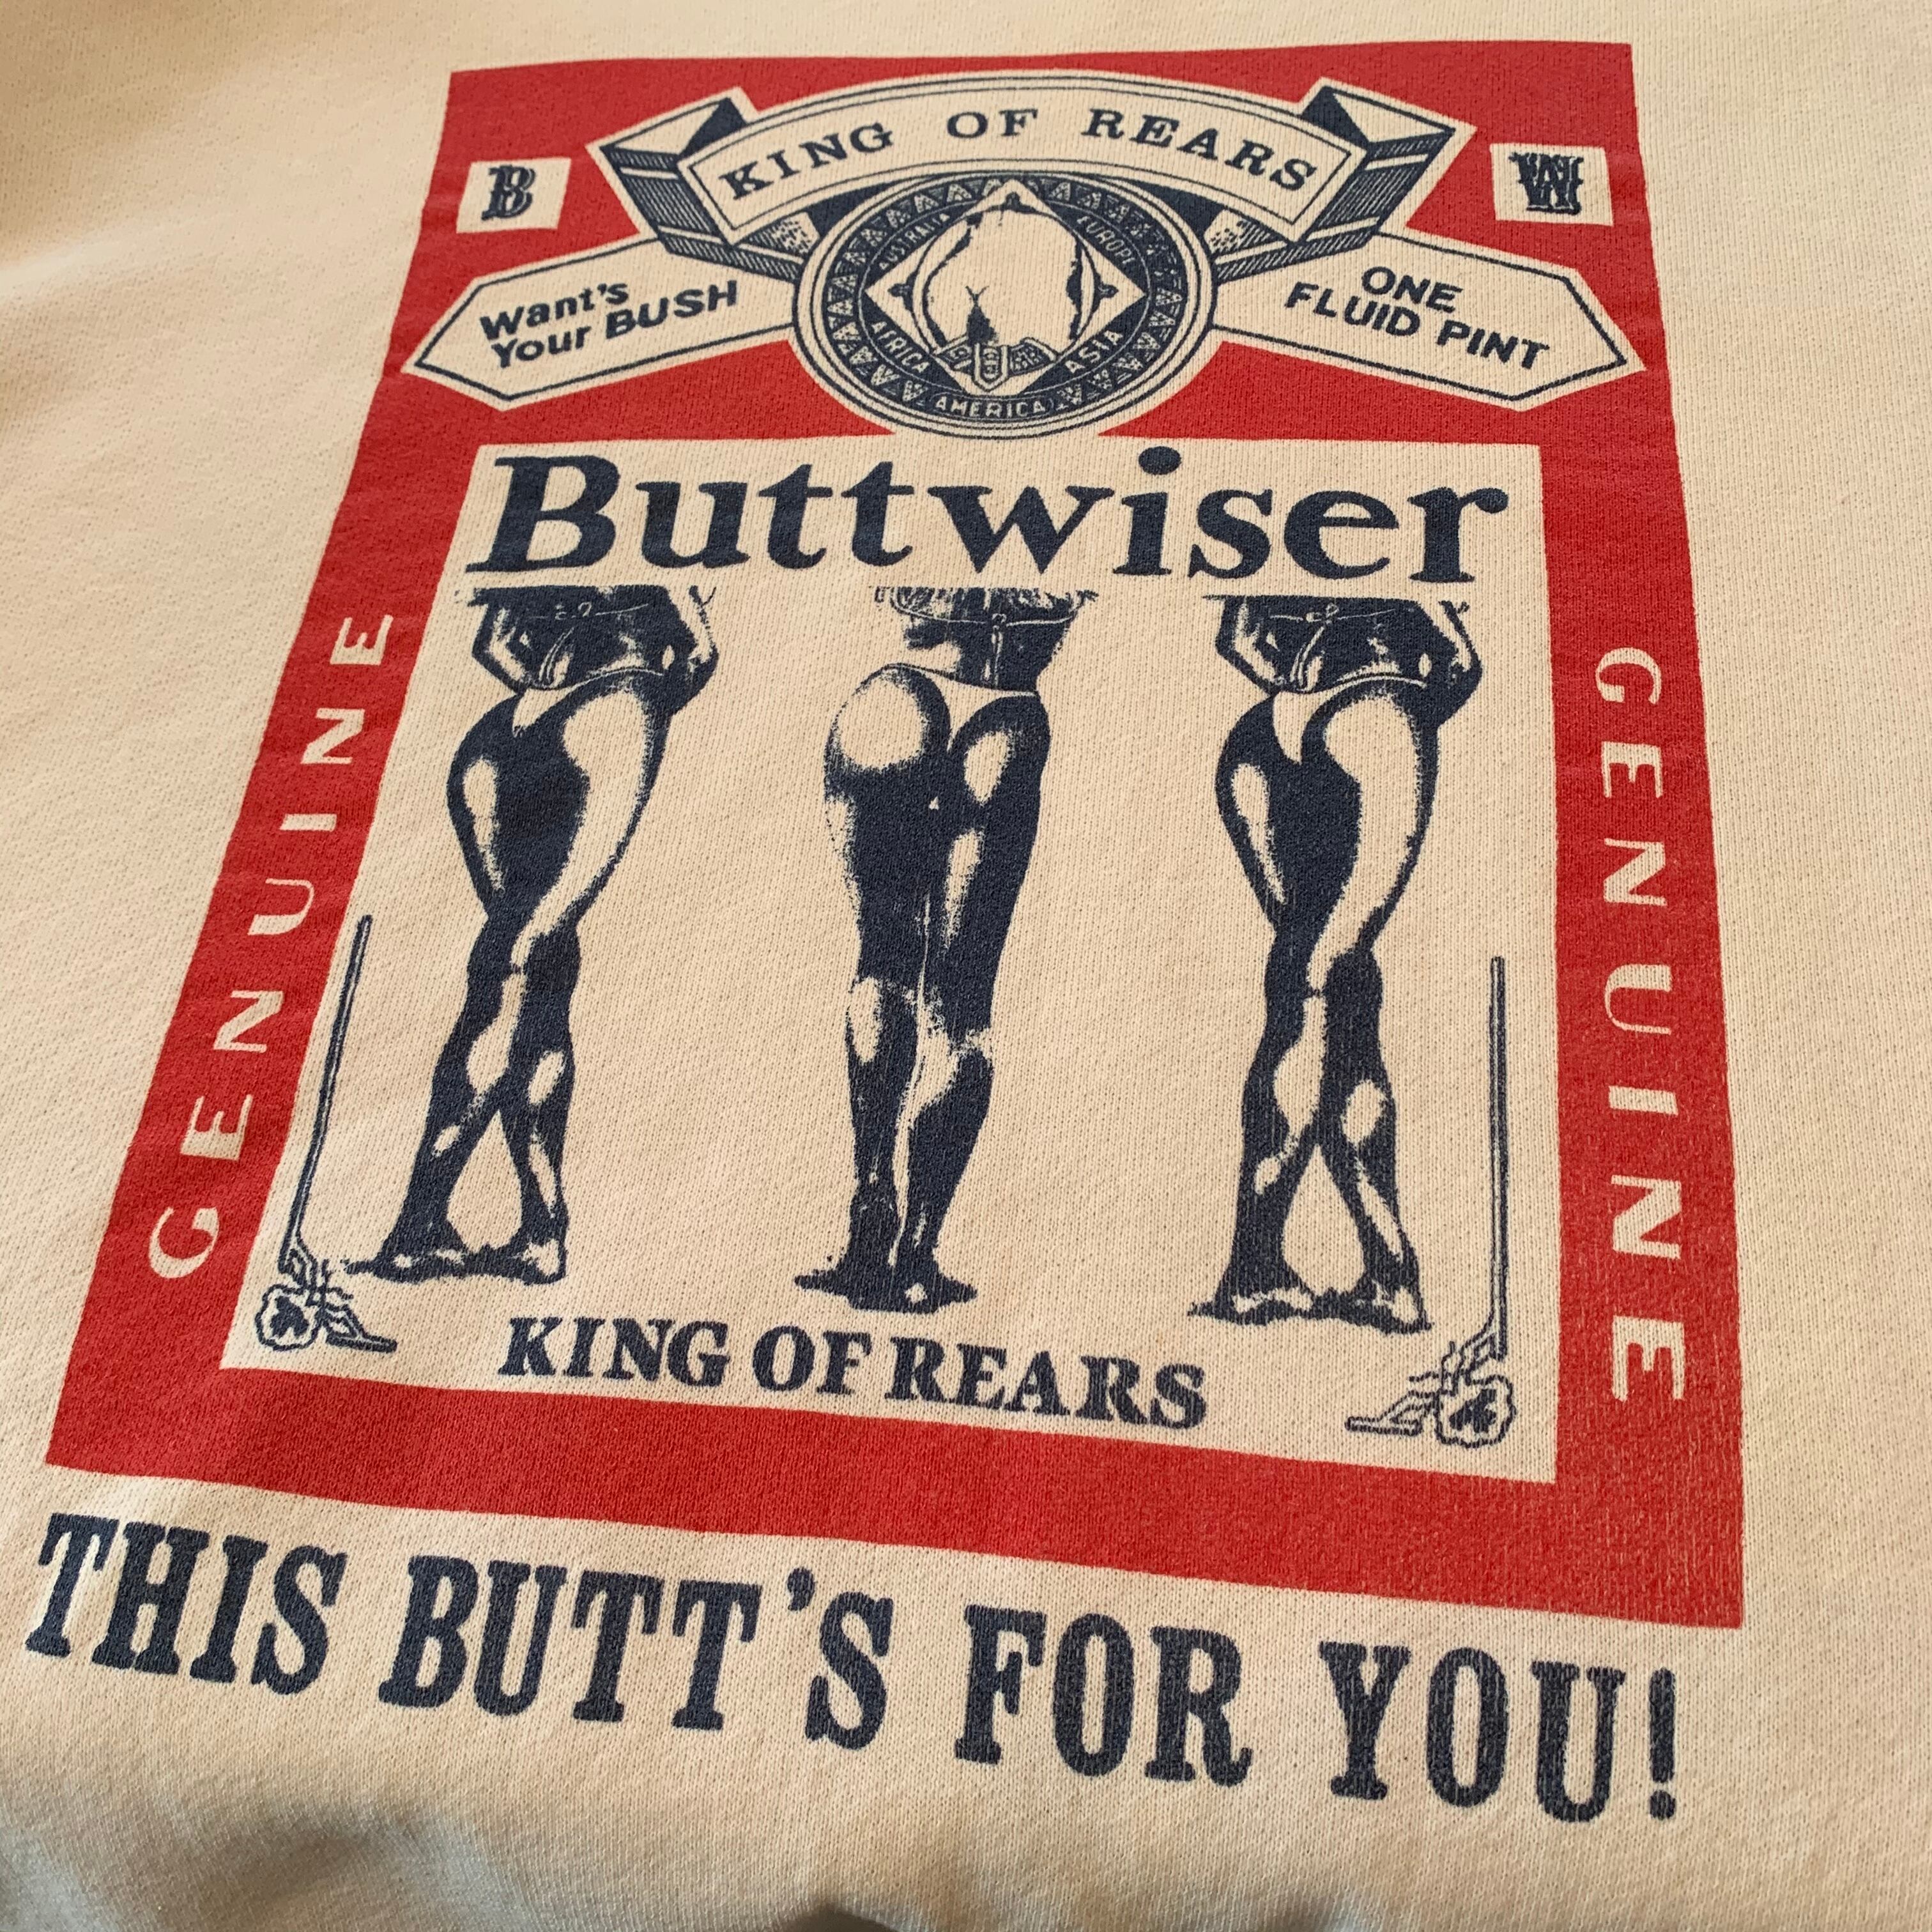 KING OF REARS
B
W
Want's
Your BUSH
ONE
FLUID PINT
AUSTRALIA
EUROPE
AFRICA
ASIA
AMERICA
Buttwiser
GENUINE
GENUINE
KING OF REARS
THIS BUTT'S FOR YOU!